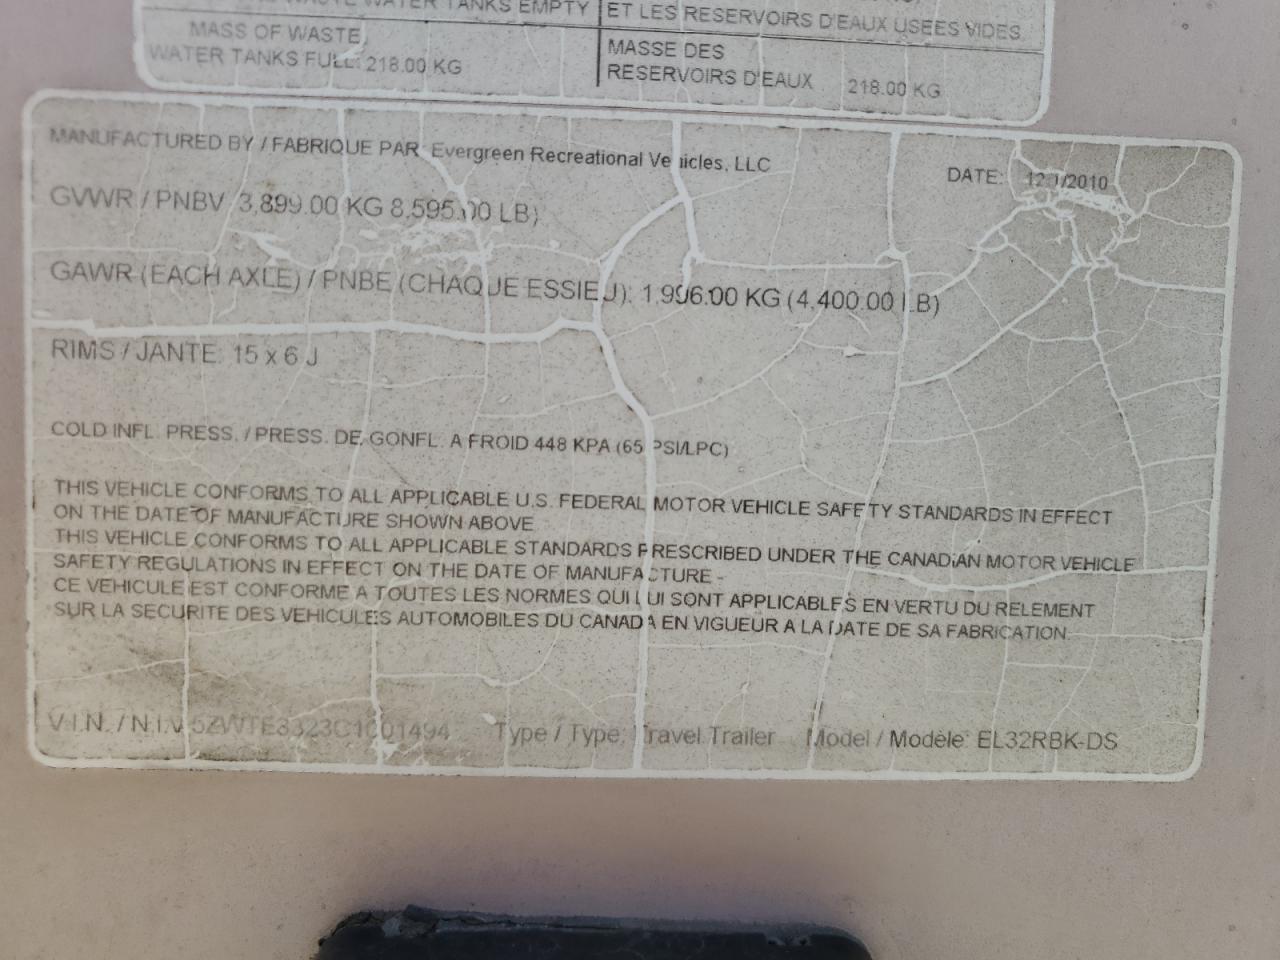 WATER TANKS EMPTY
ET LES RESERVOIRS D'EAUX USEES VIDES.
MASS OF WASTE
WATER TANKS FULL: 218.00 KG
MASSE DES
RESERVOIRS D'EAUX 218.00 KG
MANUFACTURED BY / FABRIQUE PAR: Evergreen Recreational Vehicles, LLC
DATE: 12/1/2010
GVWR / PNBV 3,899.00 KG 8,595.00 LB)
GAWR (EACH AXLE) / PNBE (CHAQUE ESSIEU): 1,996.00 KG (4,400.00 LB)
RIMS / JANTE: 15 x 6 J
COLD INFL. PRESS. / PRESS. DE GONFL. A FROID 448 KPA (65 PSI/LPC)
THIS VEHICLE CONFORMS TO ALL APPLICABLE U.S. FEDERAL MOTOR VEHICLE SAFETY STANDARDS IN EFFECT
ON THE DATE OF MANUFACTURE SHOWN ABOVE
THIS VEHICLE CONFORMS TO ALL APPLICABLE STANDARDS PRESCRIBED UNDER THE CANADIAN MOTOR VEHICLE
SAFETY REGULATIONS IN EFFECT ON THE DATE OF MANUFACTURE -
CE VEHICULE EST CONFORME A TOUTES LES NORMES QUI LUI SONT APPLICABLES EN VERTU DU RELEMENT
SUR LA SECURITE DES VEHICULES AUTOMOBILES DU CANADA EN VIGUEUR A LA DATE DE SA FABRICATION.
V.I.N. / N.I.V 5ZWTE3323C1001494 Type / Type: Travel Trailer Model / Modèle: EL32RBK-DS